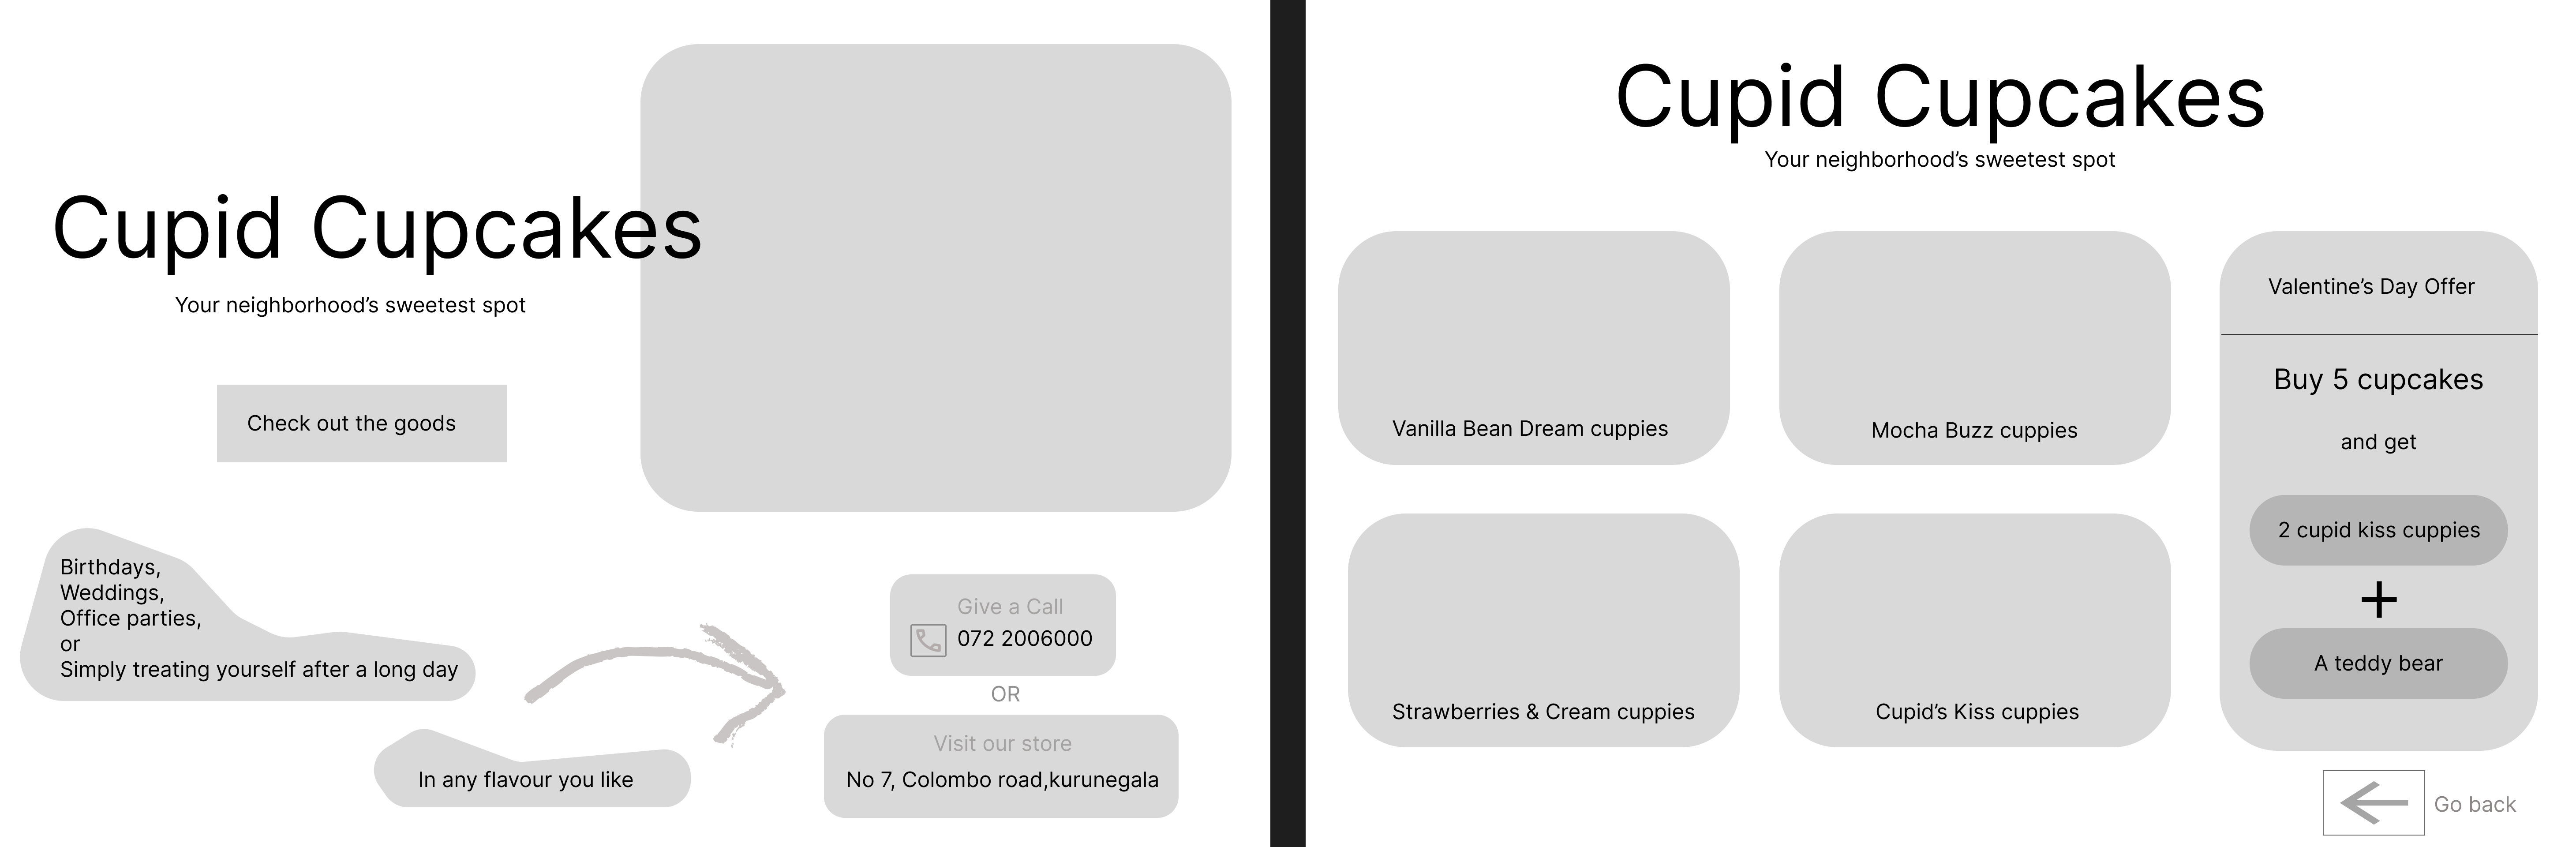 Cupid Cupcakes
Your neighborhood's sweetest spot
Check out the goods
Birthdays,
Weddings,
Office parties,
or
Simply treating yourself after a long day
In any flavour you like
Give a Call
072 2006000
OR
Visit our store
No 7, Colombo road,kurunegala
Cupid Cupcakes
Your neighborhood's sweetest spot
Vanilla Bean Dream cuppies
Mocha Buzz cuppies
Strawberries & Cream cuppies
Cupid's Kiss cuppies
Valentine's Day Offer
Buy 5 cupcakes
and get
2 cupid kiss cuppies
+
A teddy bear
Go back